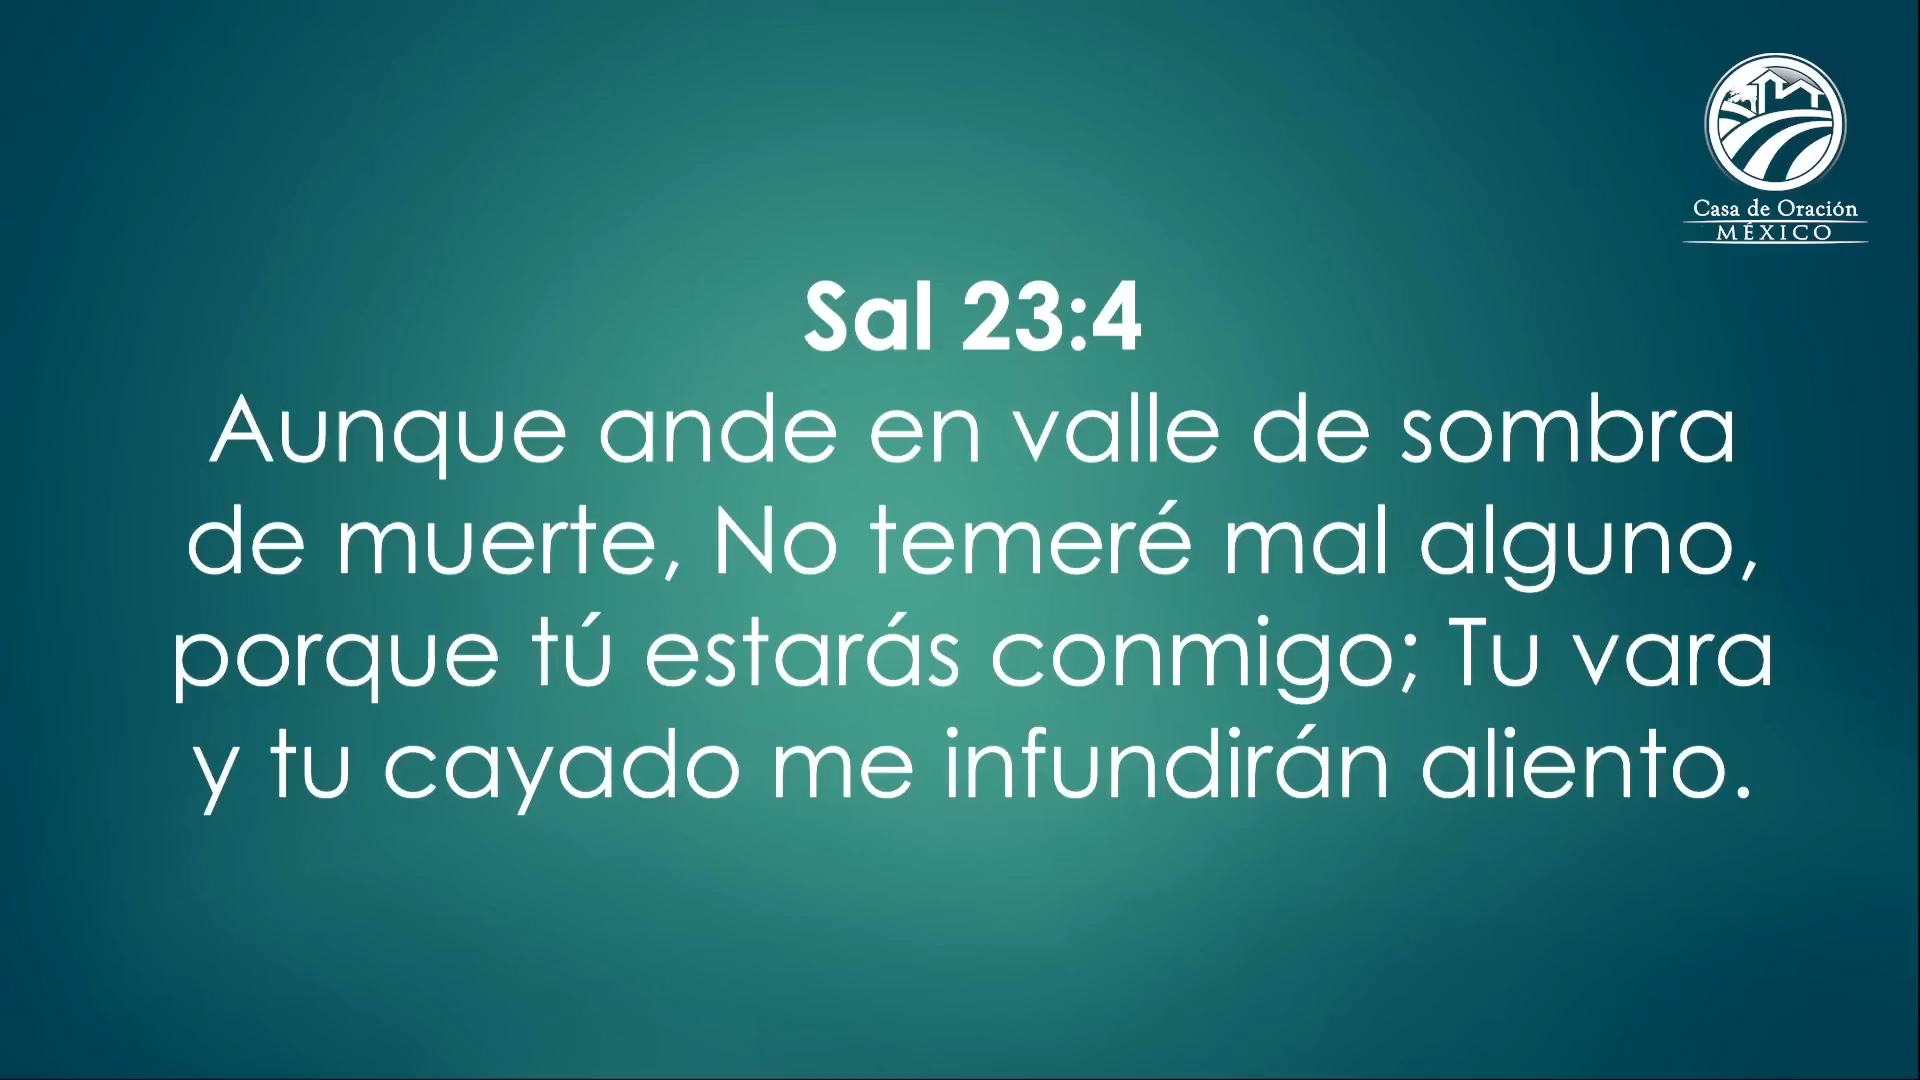 Casa de Oración
MÉXICO
Sal 23:4
Aunque ande en valle de sombra
de muerte, No temeré mal alguno,
porque tú estarás conmigo; Tu vara
y tu cayado me infundirán aliento.